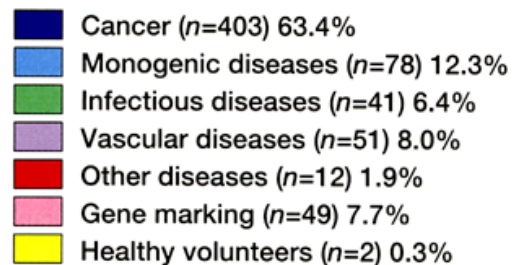 Cancer (n=403) 63.4%
Monogenic diseases (n=78) 12.3%
Infectious diseases (n=41) 6.4%
Vascular diseases (n=51) 8.0%
Other diseases (n=12) 1.9%
Gene marking (n=49) 7.7%
Healthy volunteers (n=2) 0.3%